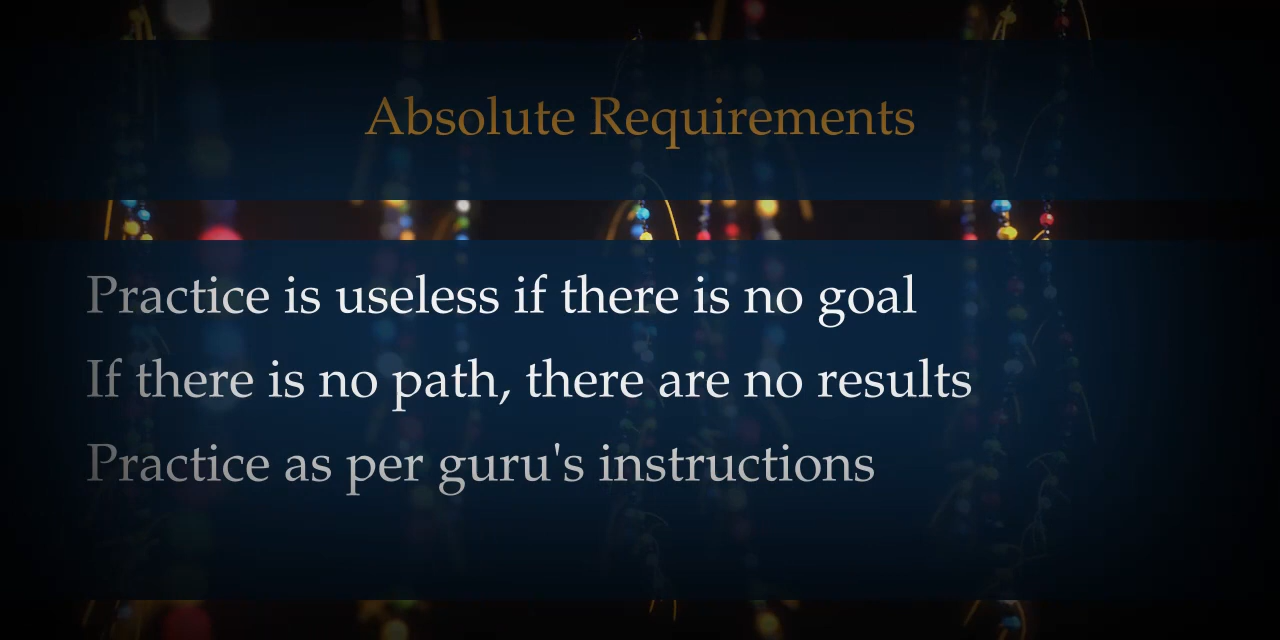 Absolute Requirements
Practice is useless if there is no goal
If there is no path, there are no results
Practice as per guru's instructions